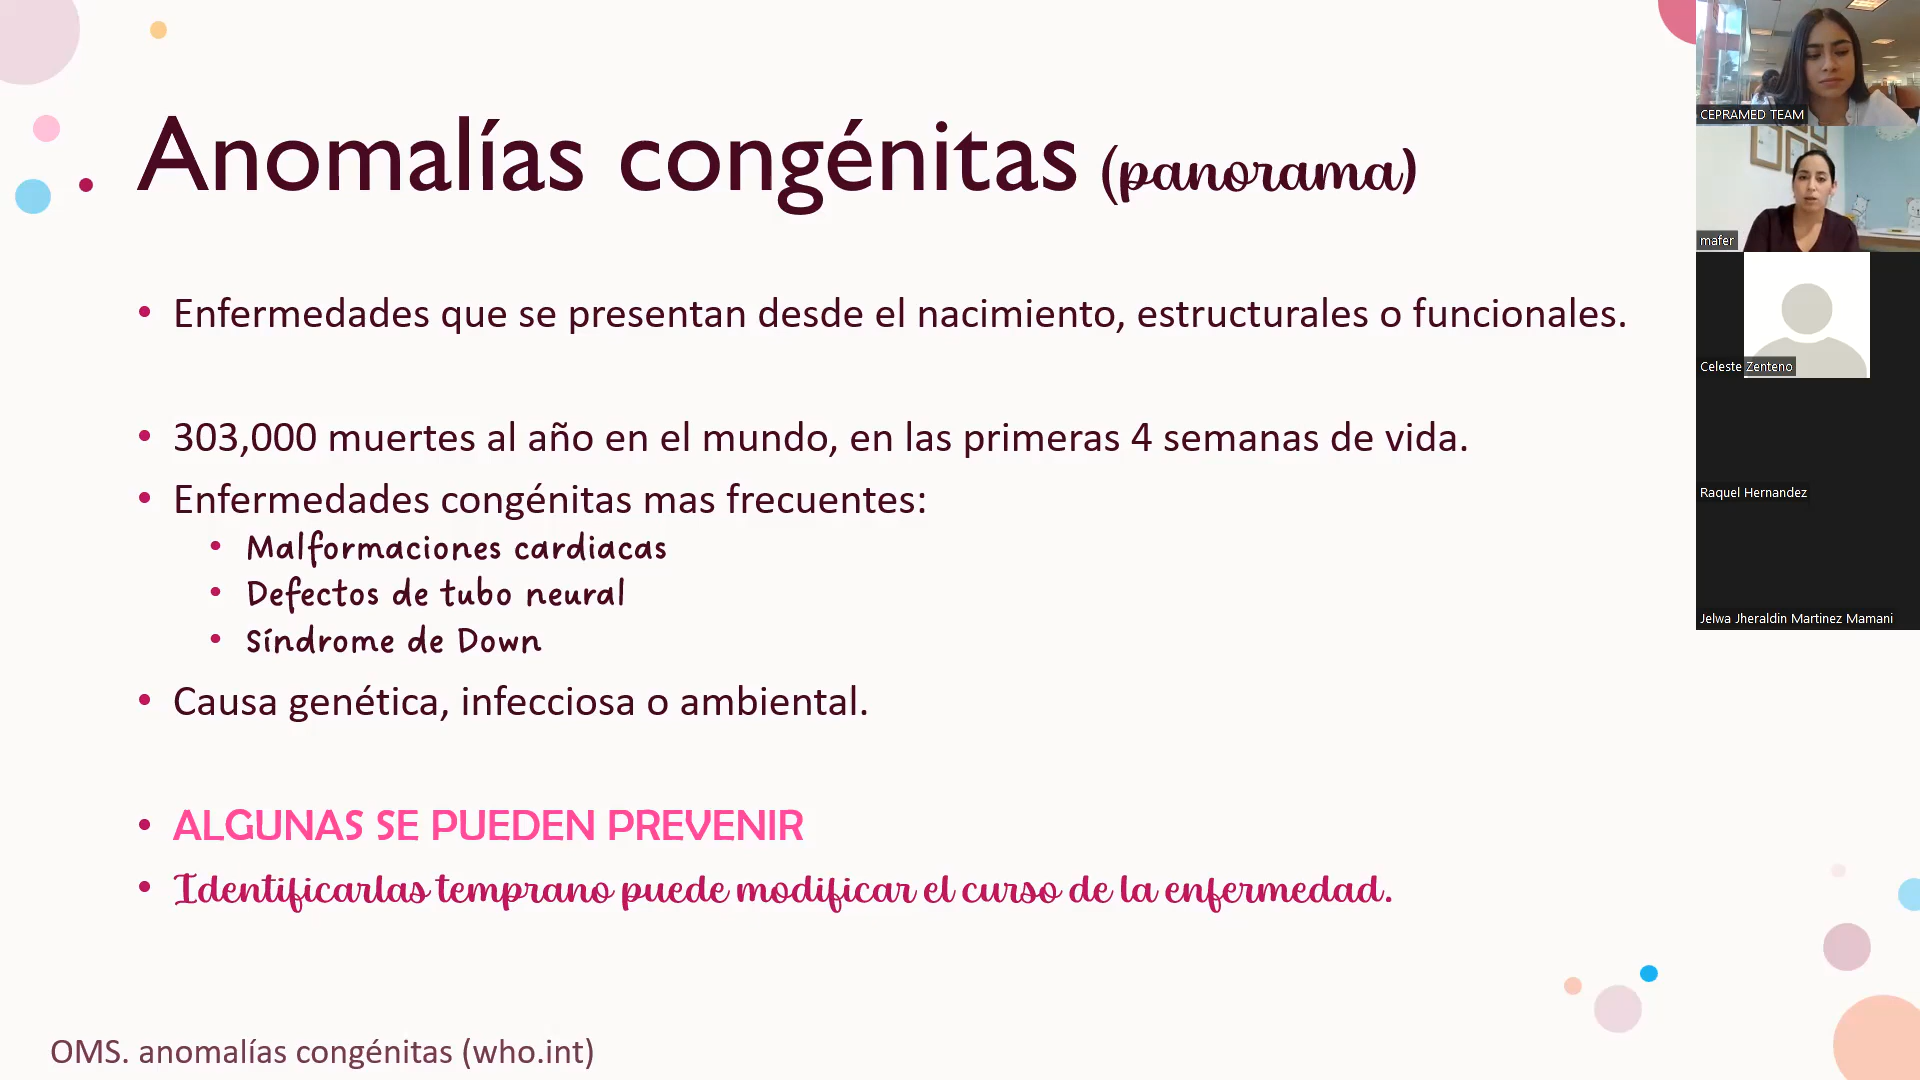 Anomalías congénitas (panorama)
• Enfermedades que se presentan desde el nacimiento, estructurales o funcionales.
• 303,000 muertes al año en el mundo, en las primeras 4 semanas de vida.
• Enfermedades congénitas mas frecuentes:
• Malformaciones cardiacas
• Defectos de tubo neural
• Síndrome de Down
• Causa genética, infecciosa o ambiental.
• ALGUNAS SE PUEDEN PREVENIR
• Identificarlas temprano puede modificar el curso de la enfermedad.
OMS. anomalías congénitas (who.int)
CEPRAMED TEAM
mafer
Celeste Zenteno
Raquel Hernandez
Jelwa Jheraldin Martinez Mamani